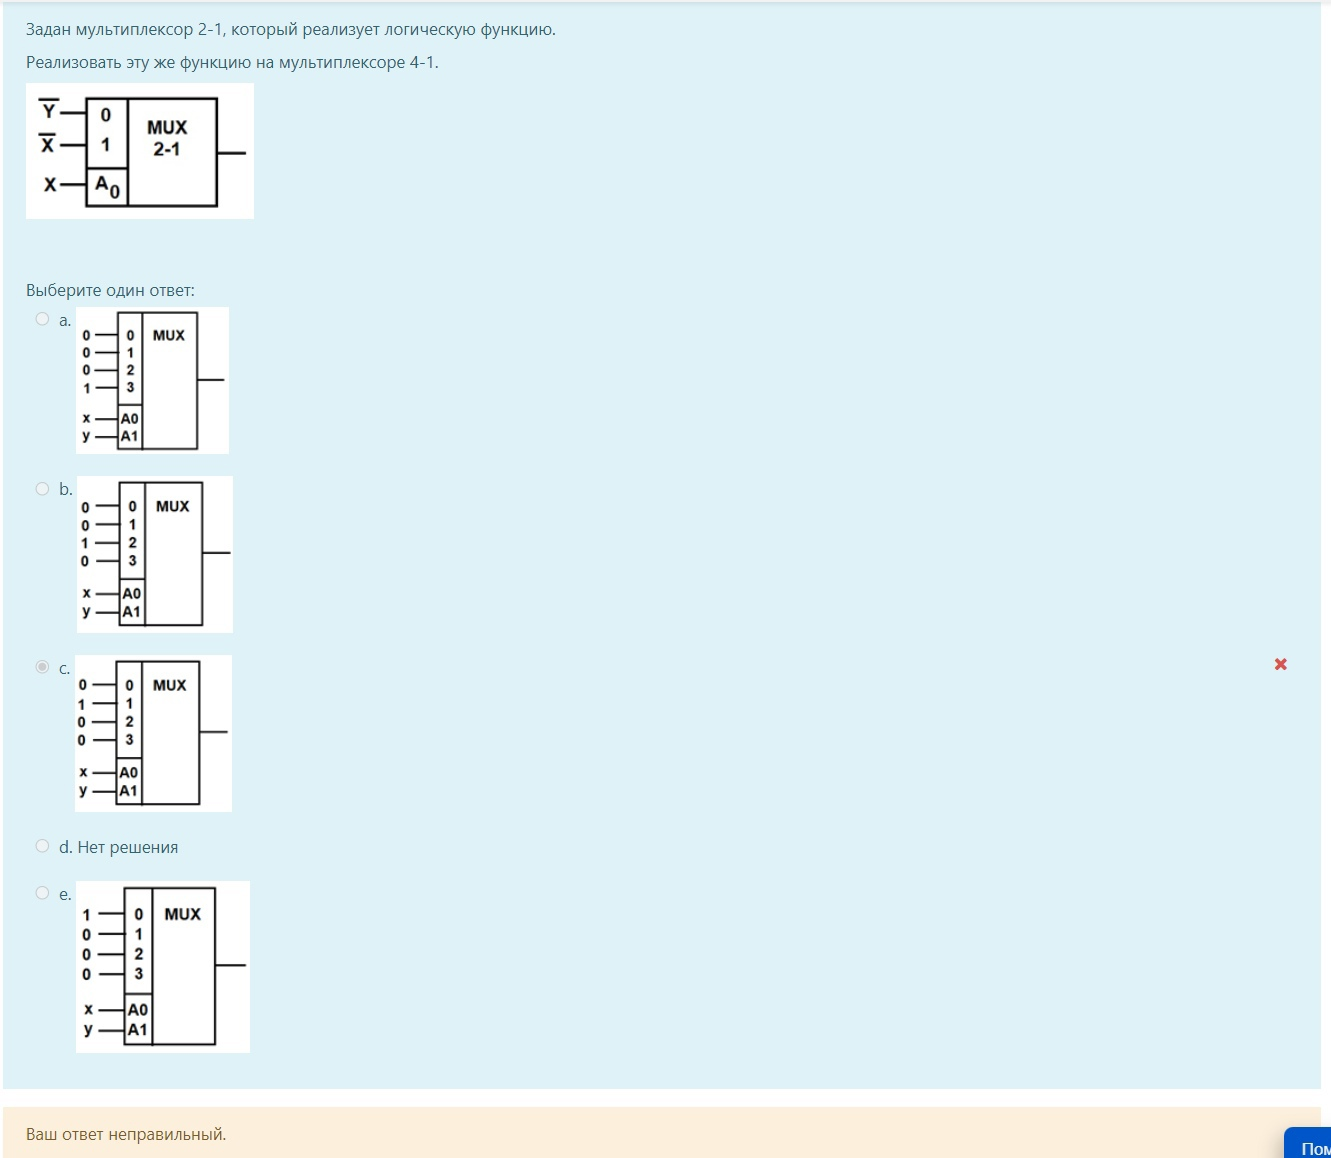 Задан мультиплексор 2-1, который реализует логическую функцию.
Реализовать эту же функцию на мультиплексоре 4-1.
Y̅ 0 MUX
X̅ 1 2-1
X A0
Выберите один ответ:
a.
0 0 MUX
0 1
0 2
1 3
x A0
y A1
b.
0 0 MUX
0 1
1 2
0 3
x A0
y A1
c.
0 0 MUX
1 1
0 2
0 3
x A0
y A1
d. Нет решения
e.
1 0 MUX
0 1
0 2
0 3
x A0
y A1
Ваш ответ неправильный.